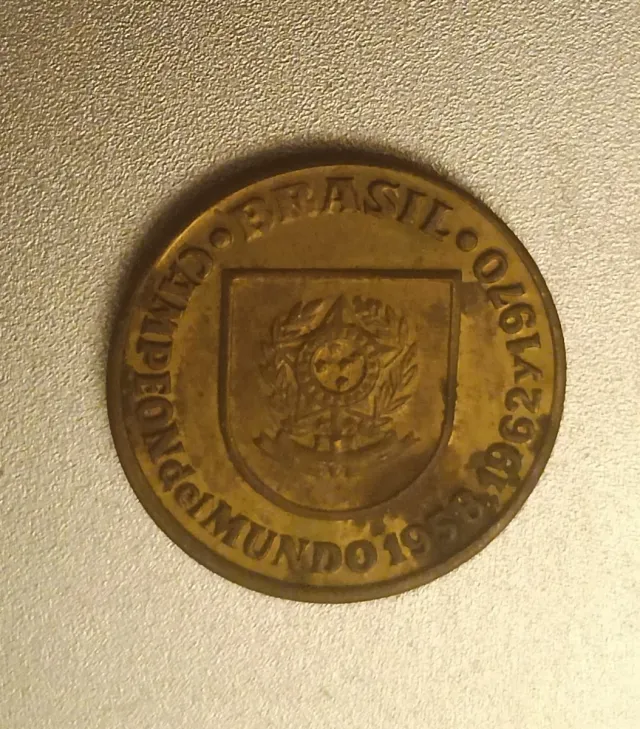 • BRASIL •
CAMPEON del MUNDO 1958, 1962 y 1970